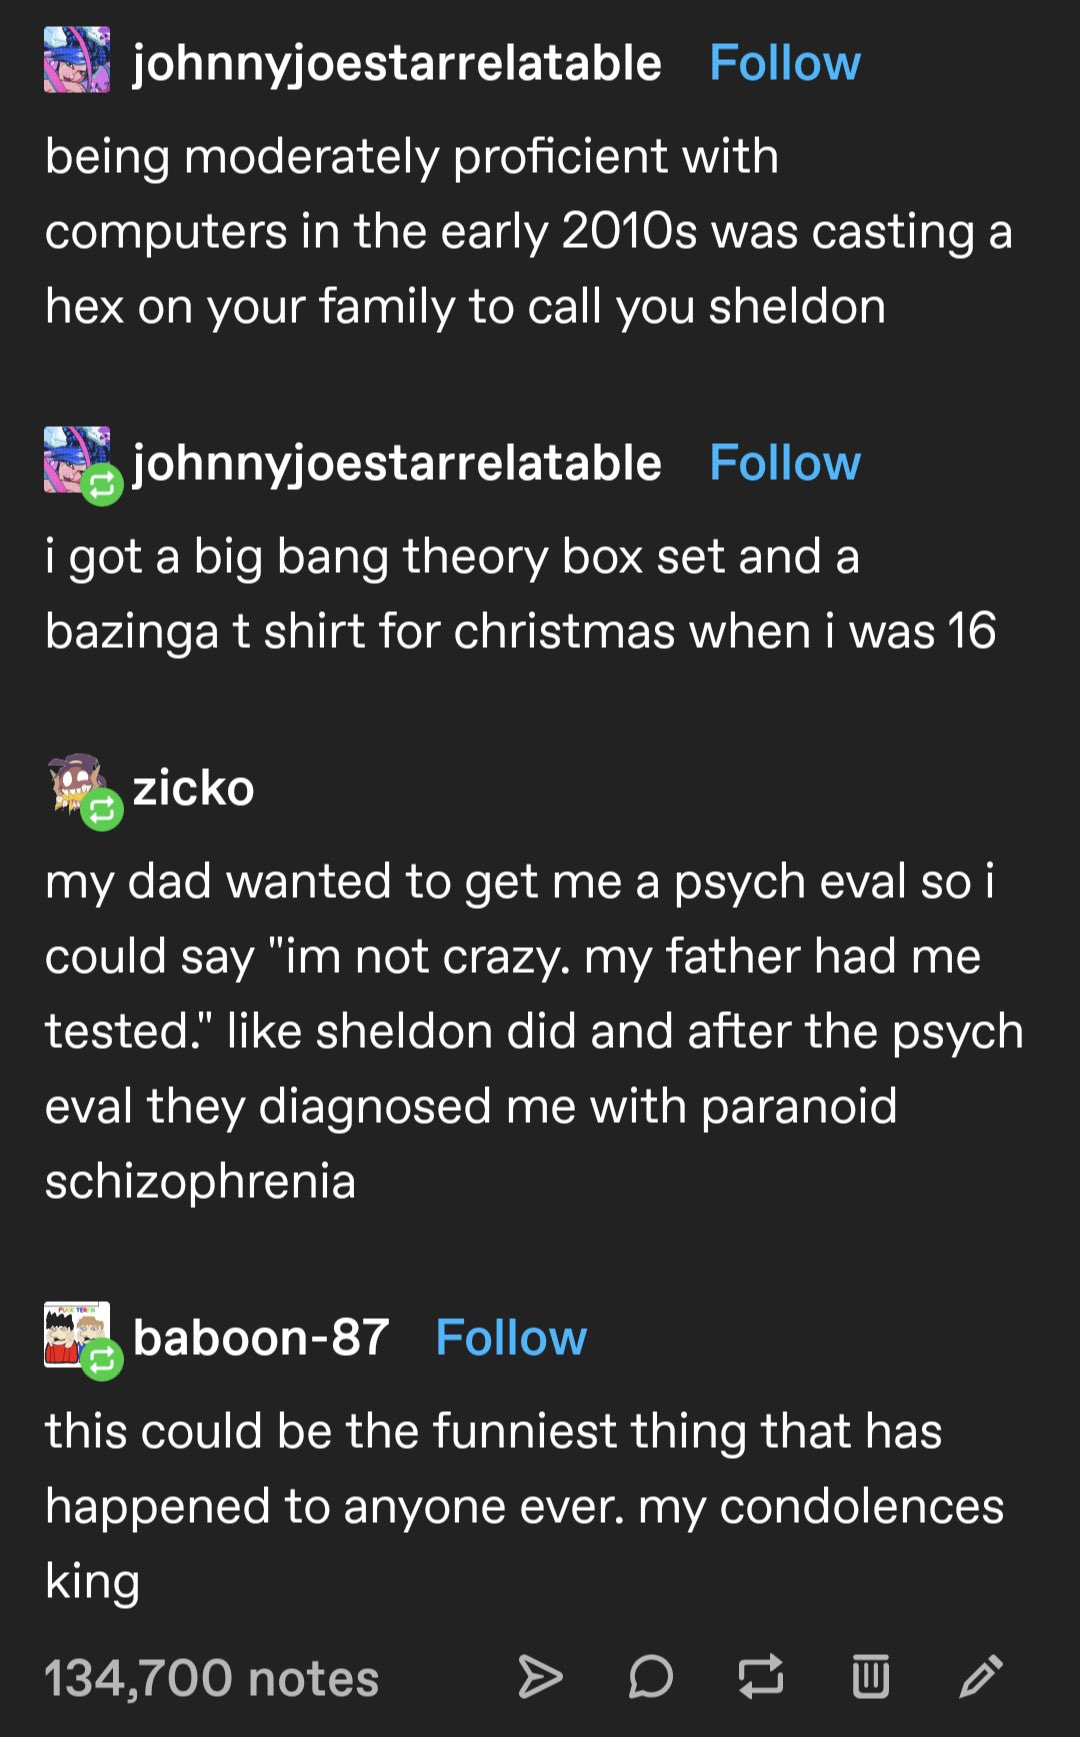 johnnyjoestarrelatable Follow
being moderately proficient with
computers in the early 2010s was casting a
hex on your family to call you sheldon
johnnyjoestarrelatable Follow
i got a big bang theory box set and a
bazinga t shirt for christmas when i was 16
zicko
my dad wanted to get me a psych eval so i
could say "im not crazy. my father had me
tested." like sheldon did and after the psych
eval they diagnosed me with paranoid
schizophrenia
baboon-87 Follow
this could be the funniest thing that has
happened to anyone ever. my condolences
king
134,700 notes